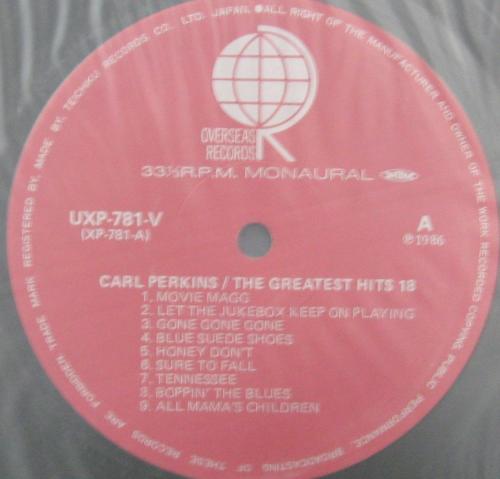 TRADE MARK REGISTERED BY, MADE BY, TEICHIKU RECORDS CO. LTD. JAPAN. ●ALL RIGHT OF THE MANUFACTURER AND OWNER OF THE WORK RECORDED COPYING PUBLIC PERFORMANCE, BROADCASTING OF THESE RECORDS ARE FORBIDDEN
OVERSEAS
RECORDS
33⅓R.P.M. MONAURAL
UXP-781-V
(XP-781-A)
A
℗1986
CARL PERKINS / THE GREATEST HITS 18
1. MOVIE MAGG
2. LET THE JUKEBOX KEEP ON PLAYING
3. GONE GONE GONE
4. BLUE SUEDE SHOES
5. HONEY DON'T
6. SURE TO FALL
7. TENNESSEE
8. BOPPIN' THE BLUES
9. ALL MAMA'S CHILDREN